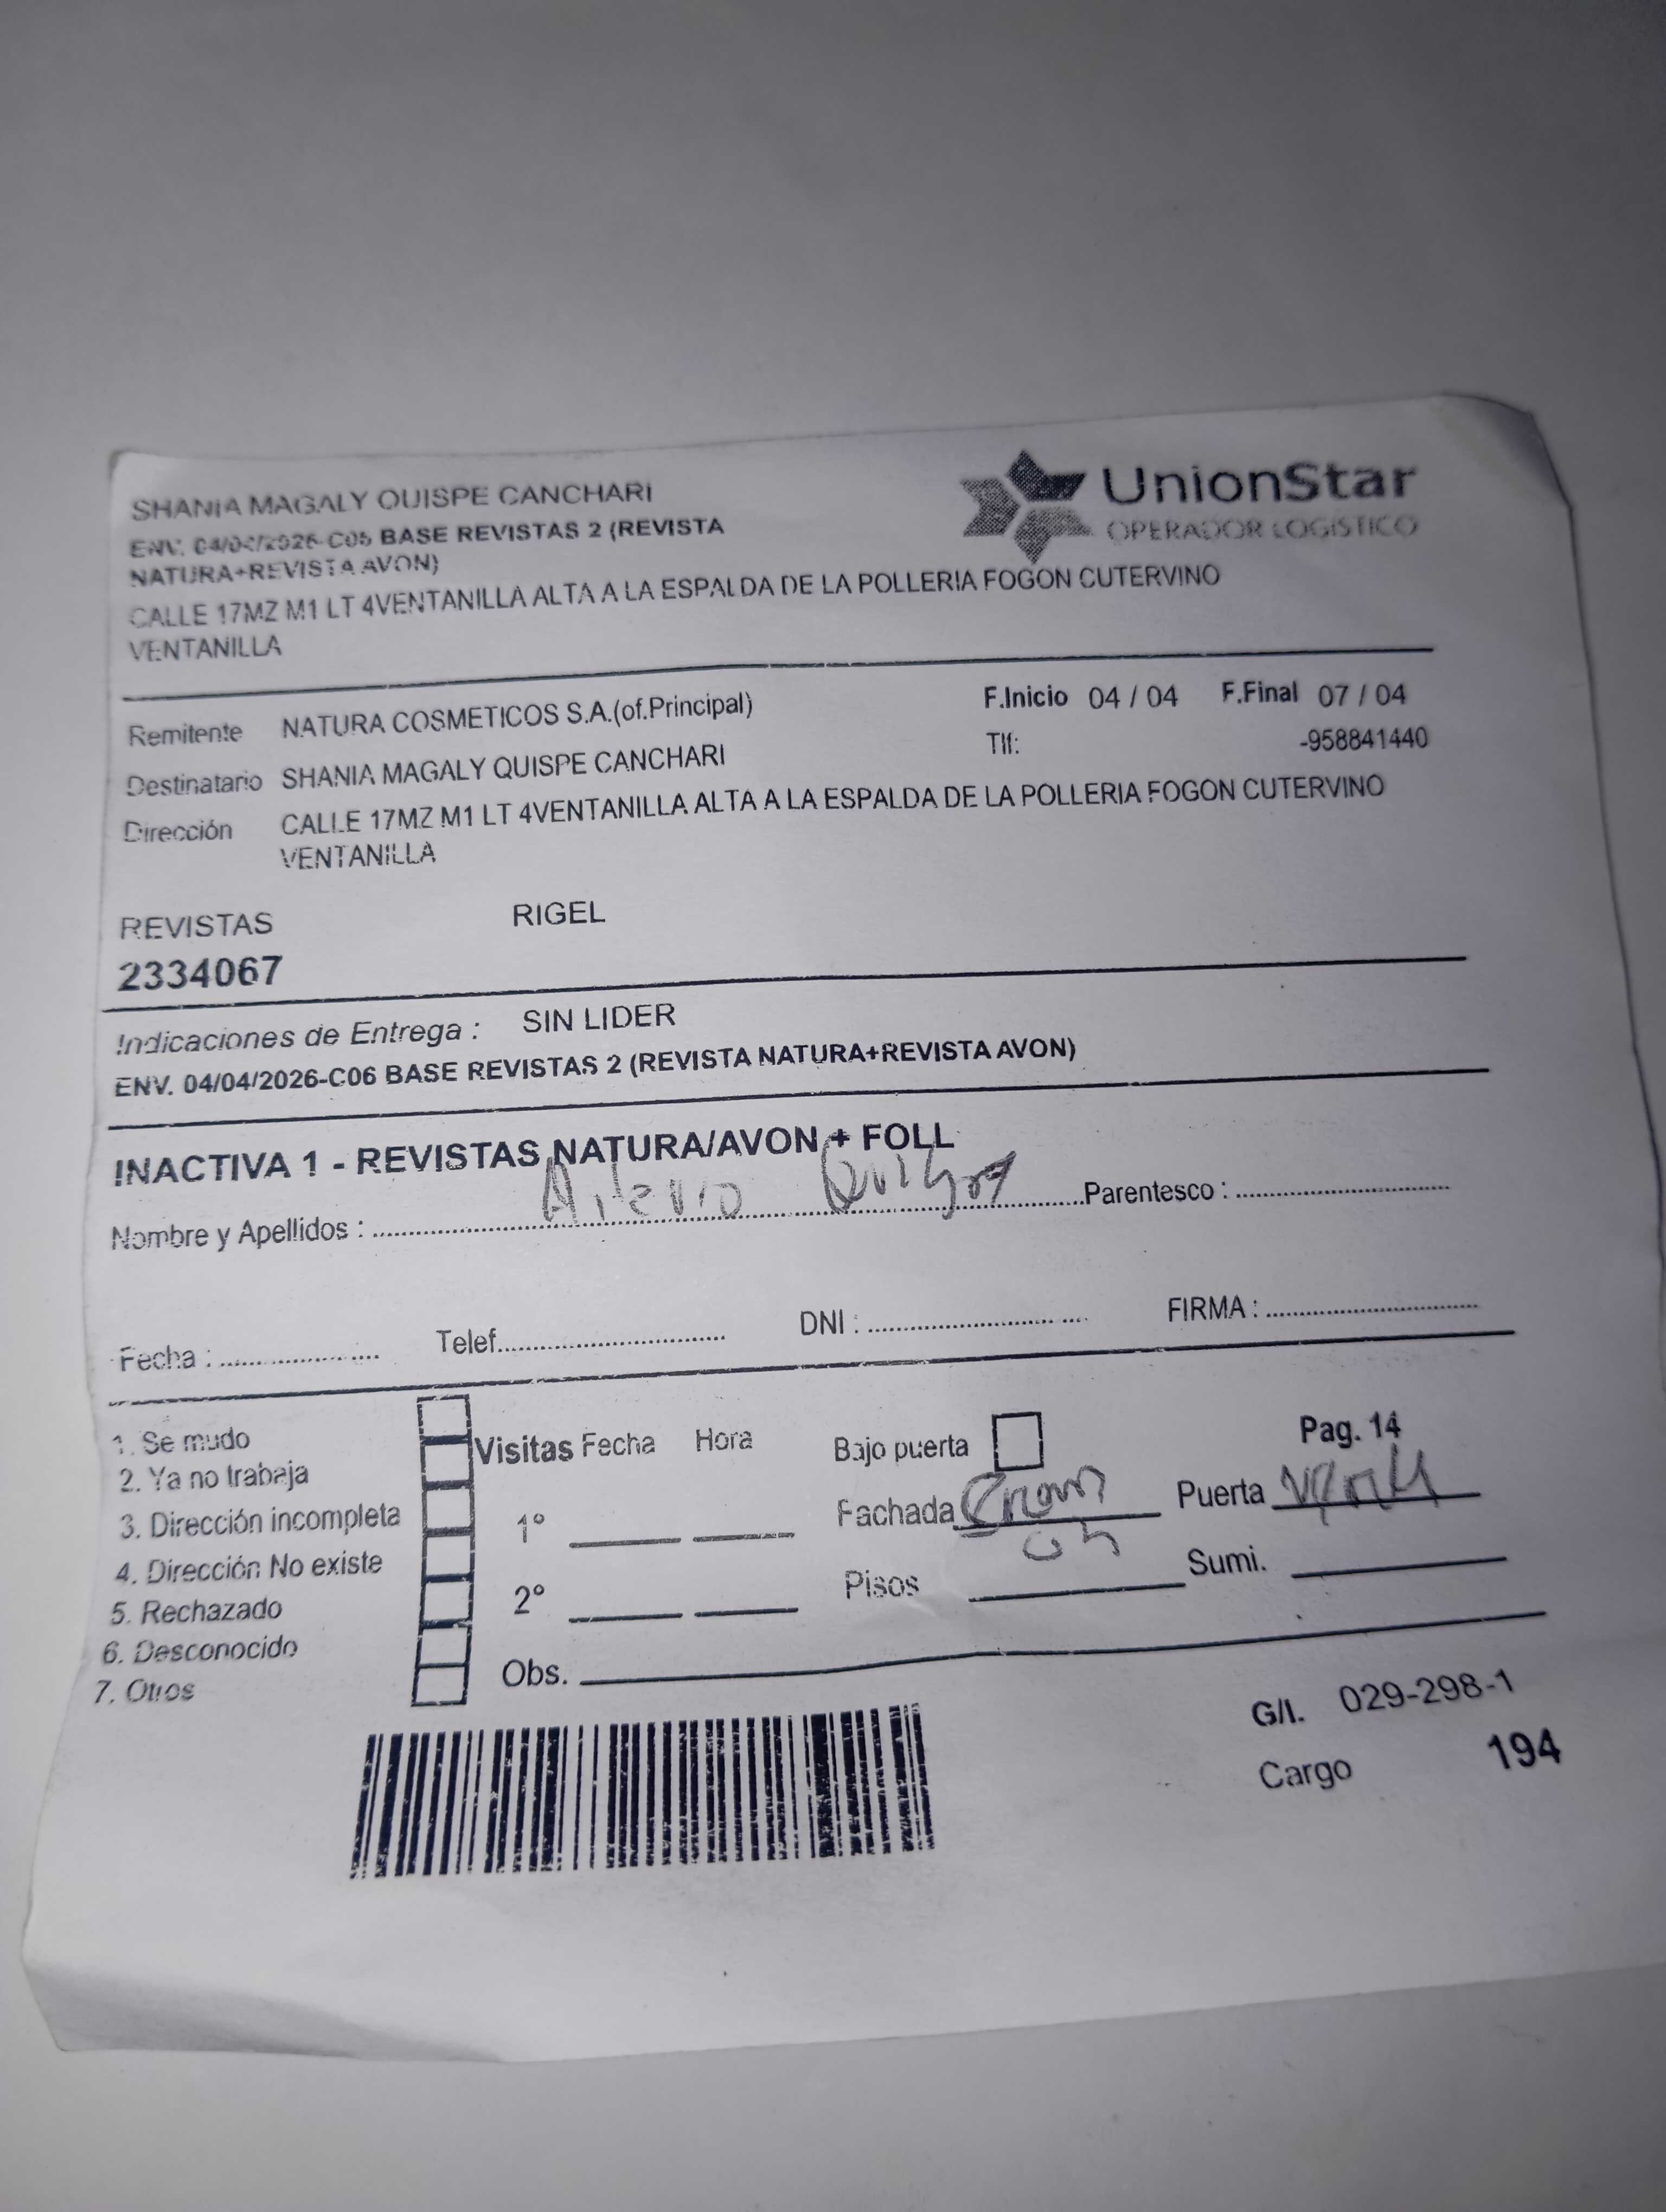 SHANIA MAGALY QUISPE CANCHARI
UnionStar
OPERADOR LOGISTICO
ENV. 04/04/2026-C06 BASE REVISTAS 2 (REVISTA
NATURA+REVISTA AVON)
CALLE 17MZ M1 LT 4VENTANILLA ALTA A LA ESPALDA DE LA POLLERIA FOGON CUTERVINO
VENTANILLA
Remitente NATURA COSMETICOS S.A.(of.Principal) F.Inicio 04 / 04 F.Final 07 / 04
Destinatario SHANIA MAGALY QUISPE CANCHARI Tlf: -958841440
Dirección CALLE 17MZ M1 LT 4VENTANILLA ALTA A LA ESPALDA DE LA POLLERIA FOGON CUTERVINO
VENTANILLA
REVISTAS RIGEL
2334067
Indicaciones de Entrega : SIN LIDER
ENV. 04/04/2026-C06 BASE REVISTAS 2 (REVISTA NATURA+REVISTA AVON)
INACTIVA 1 - REVISTAS NATURA/AVON + FOLL
Nombre y Apellidos : Parentesco :
Fecha : Telef. DNI : FIRMA :
1. Se mudo
2. Ya no trabaja
3. Dirección incompleta
4. Dirección No existe
5. Rechazado
6. Desconocido
7. Otros
Visitas Fecha Hora
1°
2°
Obs.
Bajo puerta Pag. 14
Fachada Puerta
Pisos Sumi.
G/I. 029-298-1
Cargo 194